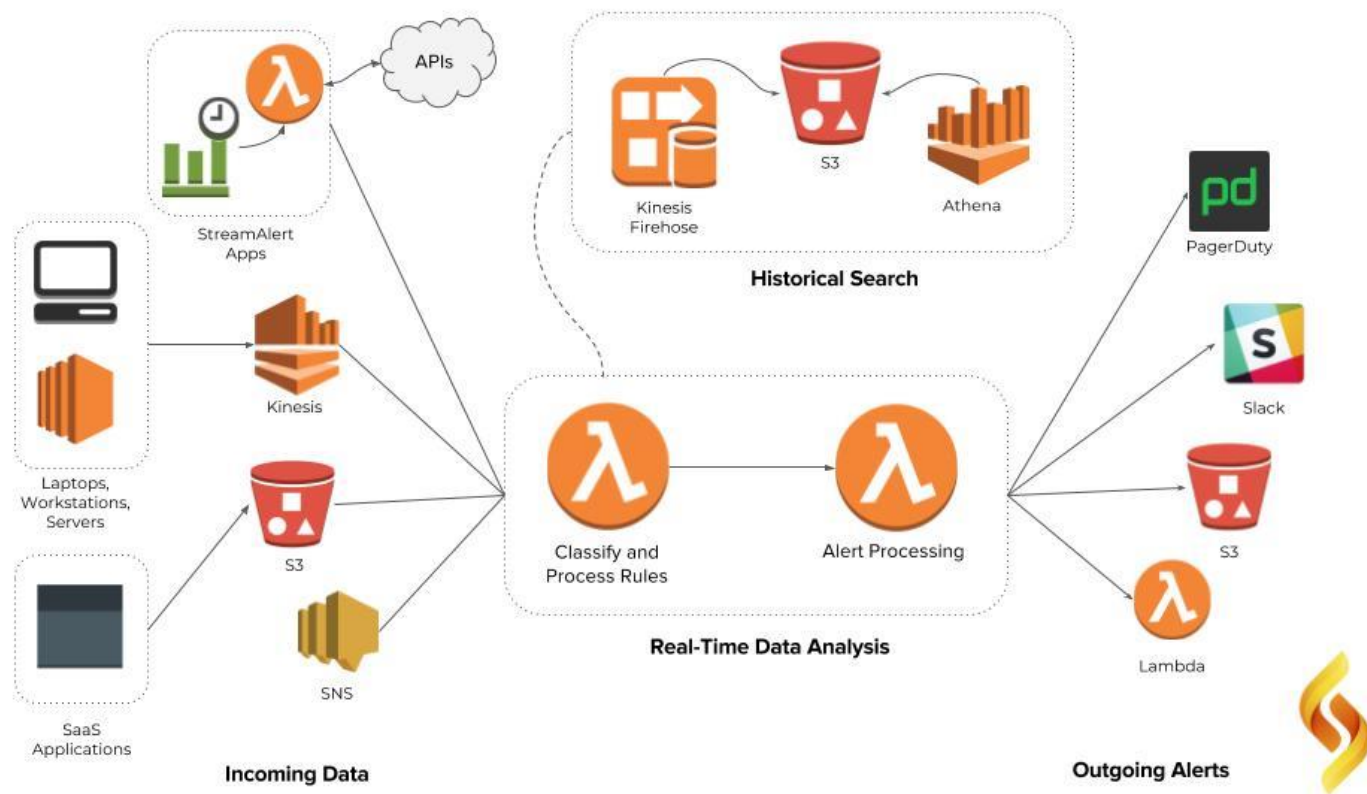 APIs
StreamAlert
Apps
Laptops,
Workstations,
Servers
SaaS
Applications
Kinesis
S3
SNS
Incoming Data
Kinesis
Firehose
S3
Athena
Historical Search
Classify and
Process Rules
Alert Processing
Real-Time Data Analysis
pd
PagerDuty
S
Slack
S3
Lambda
Outgoing Alerts